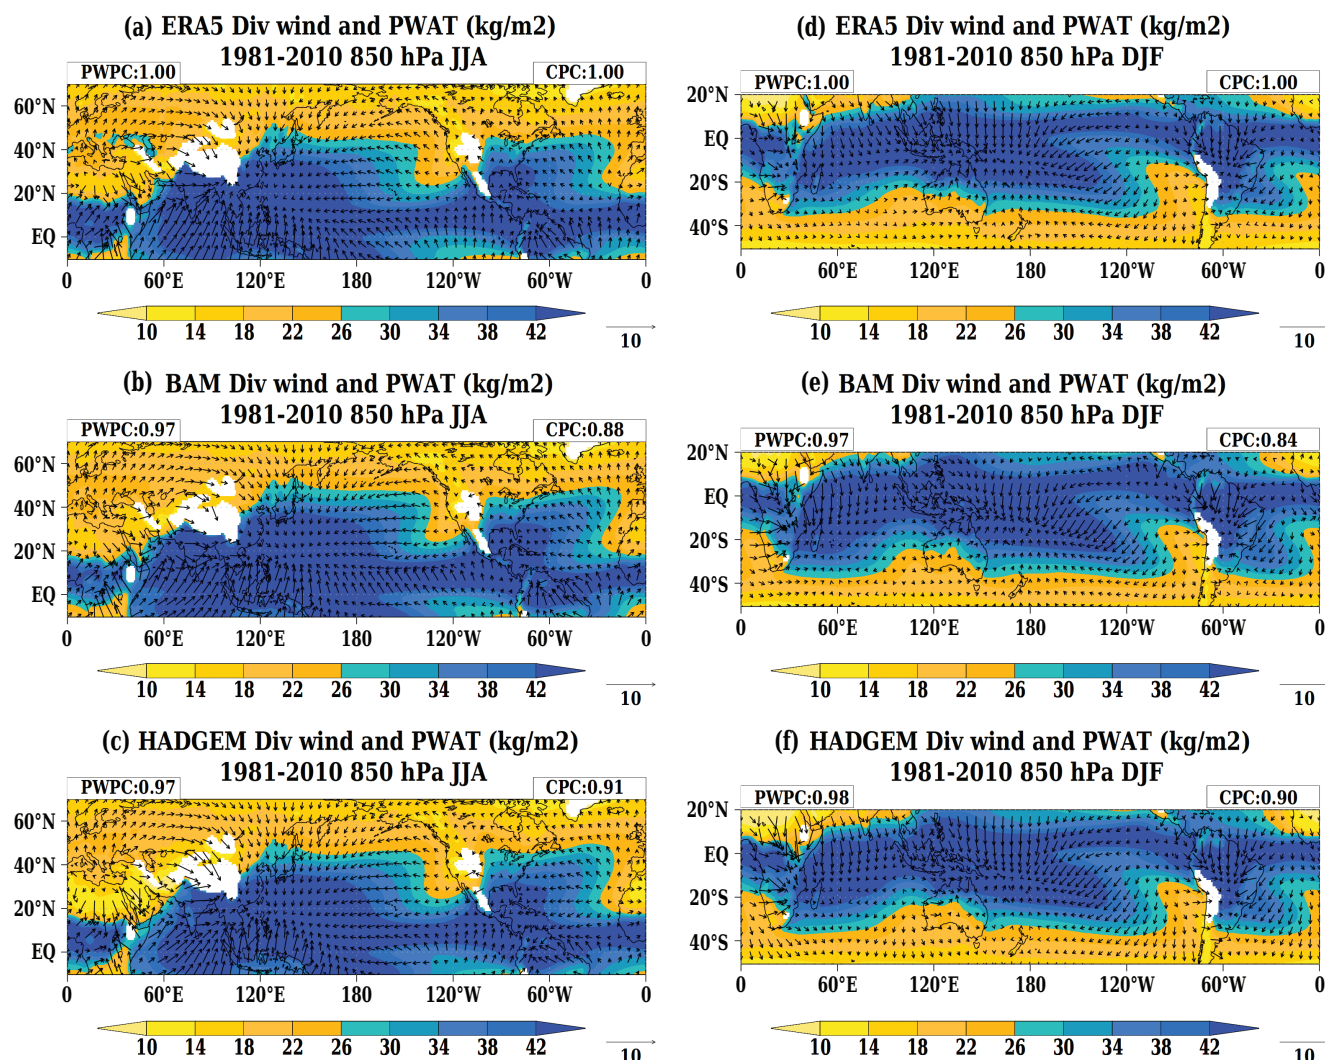 (a) ERA5 Div wind and PWAT (kg/m2)
1981-2010 850 hPa JJA
PWPC:1.00
CPC:1.00
60°N
40°N
20°N
EQ
0 60°E 120°E 180 120°W 60°W 0
10 14 18 22 26 30 34 38 42
10
(d) ERA5 Div wind and PWAT (kg/m2)
1981-2010 850 hPa DJF
PWPC:1.00
CPC:1.00
20°N
EQ
20°S
40°S
0 60°E 120°E 180 120°W 60°W 0
10 14 18 22 26 30 34 38 42
10
(b) BAM Div wind and PWAT (kg/m2)
1981-2010 850 hPa JJA
PWPC:0.97
CPC:0.88
60°N
40°N
20°N
EQ
0 60°E 120°E 180 120°W 60°W 0
10 14 18 22 26 30 34 38 42
10
(e) BAM Div wind and PWAT (kg/m2)
1981-2010 850 hPa DJF
PWPC:0.97
CPC:0.84
20°N
EQ
20°S
40°S
0 60°E 120°E 180 120°W 60°W 0
10 14 18 22 26 30 34 38 42
10
(c) HADGEM Div wind and PWAT (kg/m2)
1981-2010 850 hPa JJA
PWPC:0.97
CPC:0.91
60°N
40°N
20°N
EQ
0 60°E 120°E 180 120°W 60°W 0
10 14 18 22 26 30 34 38 42
10
(f) HADGEM Div wind and PWAT (kg/m2)
1981-2010 850 hPa DJF
PWPC:0.98
CPC:0.90
20°N
EQ
20°S
40°S
0 60°E 120°E 180 120°W 60°W 0
10 14 18 22 26 30 34 38 42
10